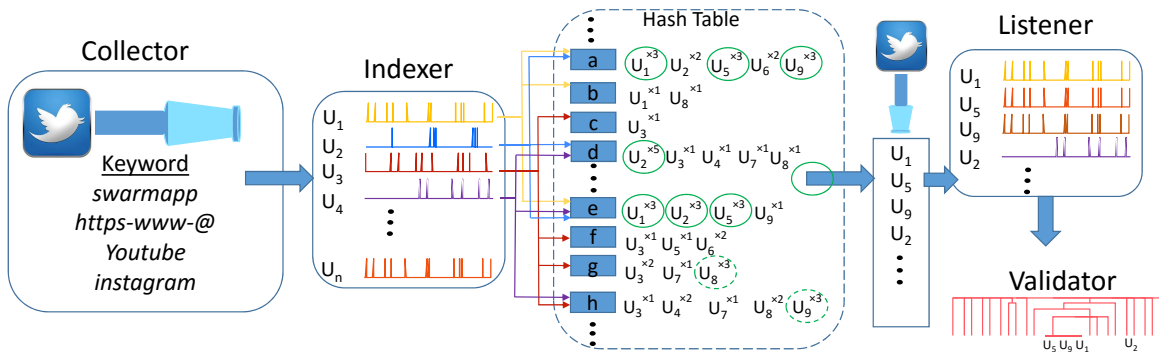 Collector
Keyword
swarmapp
https-www-@
Youtube
instagram
Indexer
U1
U2
U3
U4
Un
Hash Table
a U1×3 U2×2 U5×3 U6×2 U9×3
b U1×1 U8×1
c U3×1
d U2×5 U3×1 U4×1 U7×1 U8×1
e U1×3 U2×3 U5×3 U9×1
f U3×1 U5×1 U6×2
g U3×2 U7×1 U8×3
h U3×1 U4×2 U7×1 U8×2 U9×3
U1
U5
U9
U2
Listener
U1
U5
U9
U2
Validator
U5 U9 U1 U2